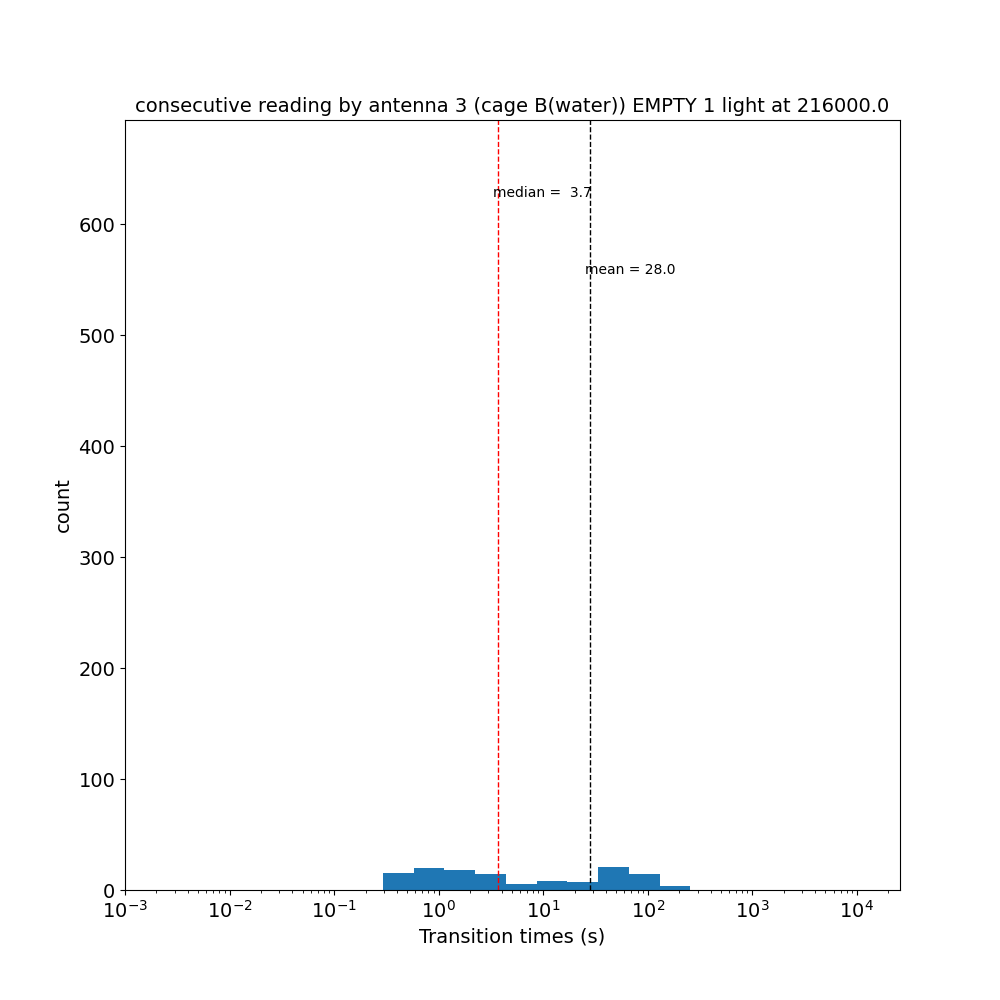 consecutive reading by antenna 3 (cage B(water)) EMPTY 1 light at 216000.0
median =  3.7
mean = 28.0
600
500
400
300
200
100
0
count
10⁻³ 10⁻² 10⁻¹ 10⁰ 10¹ 10² 10³ 10⁴
Transition times (s)